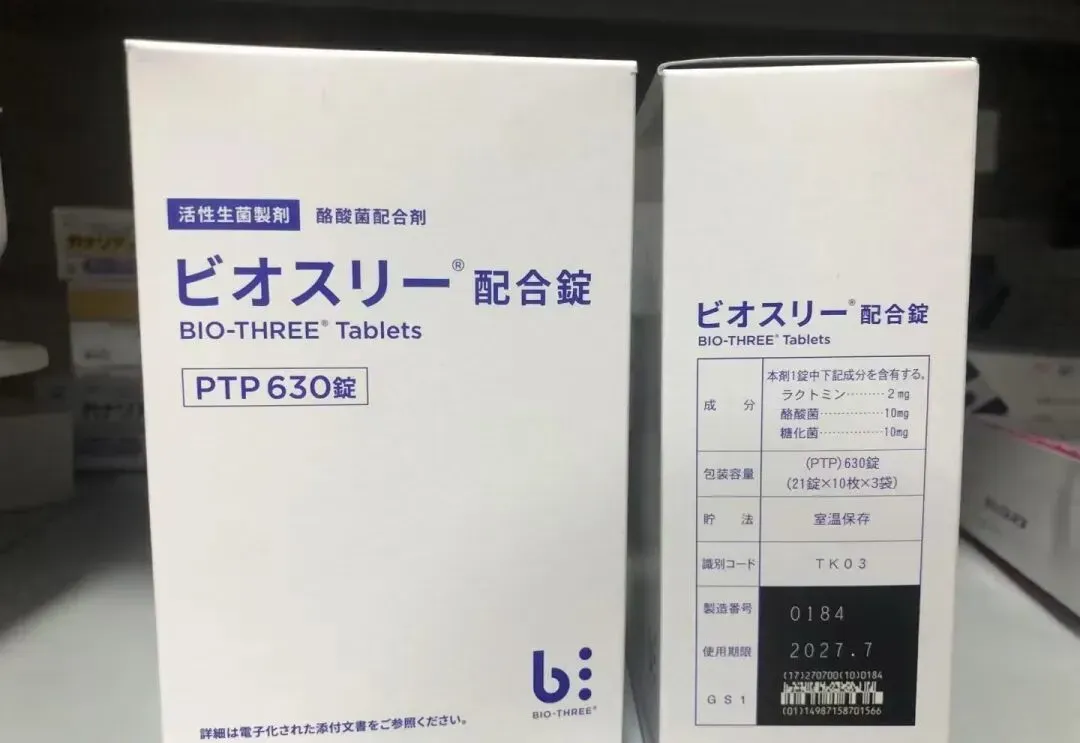 活性生菌製剤 酪酸菌配合剤
ビオスリー® 配合錠
BIO-THREE® Tablets
PTP 630錠
b
BIO-THREE®
詳細は電子化された添付文書をご参照ください。
ビオスリー® 配合錠
BIO-THREE® Tablets
成 分
本剤1錠中下記成分を含有する。
ラクトミン………2mg
酪酸菌……………10mg
糖化菌……………10mg
包装容量
(PTP)630錠
(21錠×10枚×3袋)
貯 法 室温保存
識別コード TK03
製造番号 0184
使用期限 2027.7
GS1
(17)270700(10)0184
(01)14987158701566